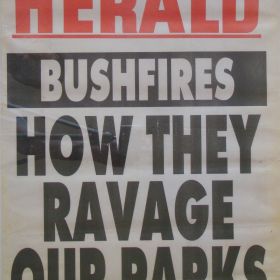 HERALD
BUSHFIRES
HOW THEY
RAVAGE
OUR PARKS